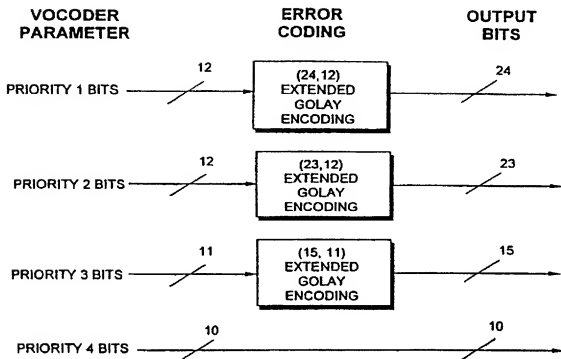 VOCODER PARAMETER
ERROR CODING
OUTPUT BITS
PRIORITY 1 BITS
12
(24,12)
EXTENDED
GOLAY
ENCODING
24
PRIORITY 2 BITS
12
(23,12)
EXTENDED
GOLAY
ENCODING
23
PRIORITY 3 BITS
11
(15, 11)
EXTENDED
GOLAY
ENCODING
15
PRIORITY 4 BITS
10
10